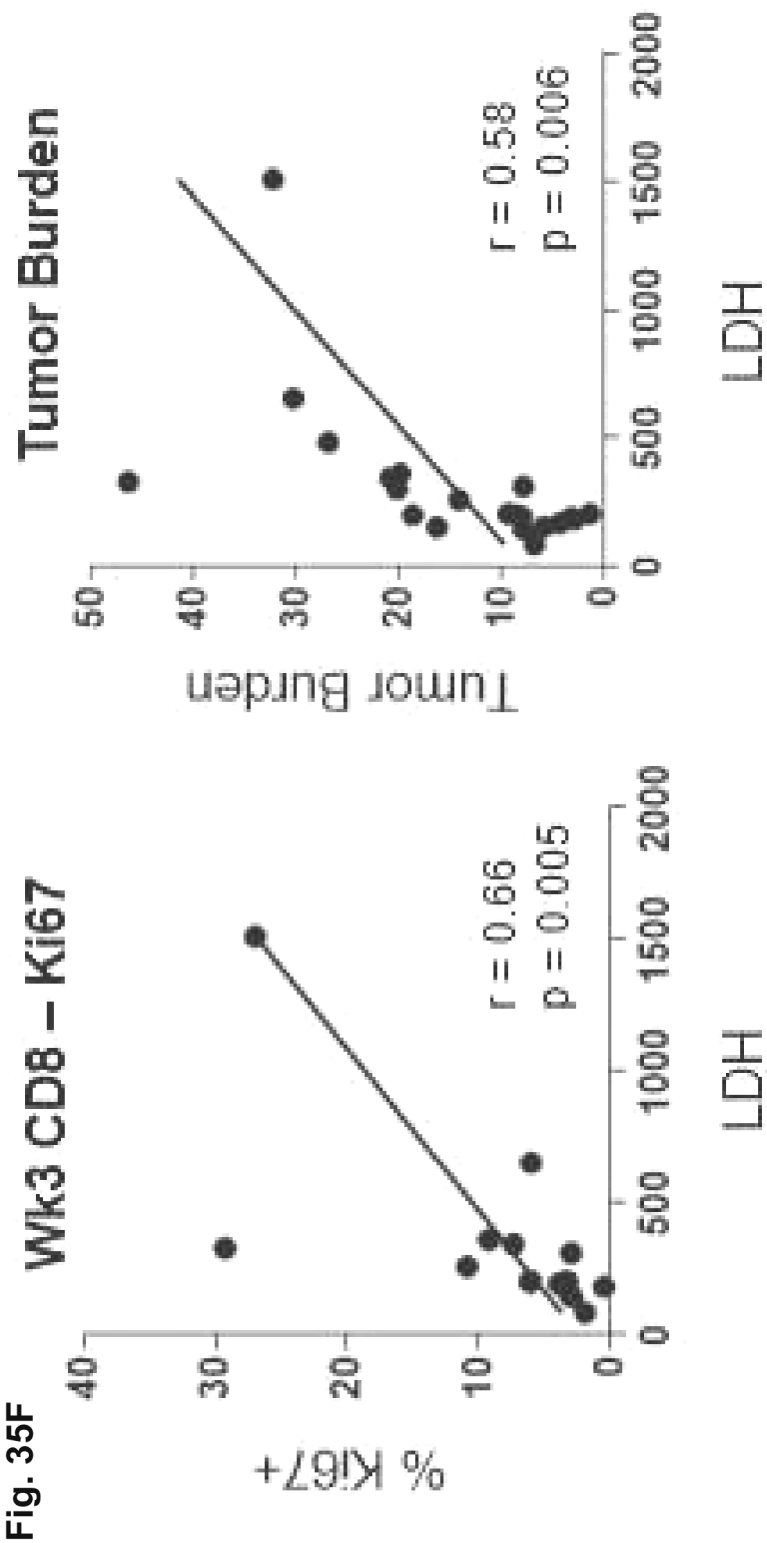 Fig. 35F
Wk3 CD8 – Ki67
% Ki67+
40
30
20
10
0
r = 0.66
p = 0.005
0
500
1000
1500
2000
LDH
Tumor Burden
Tumor Burden
50
40
30
20
10
0
r = 0.58
p = 0.006
0
500
1000
1500
2000
LDH